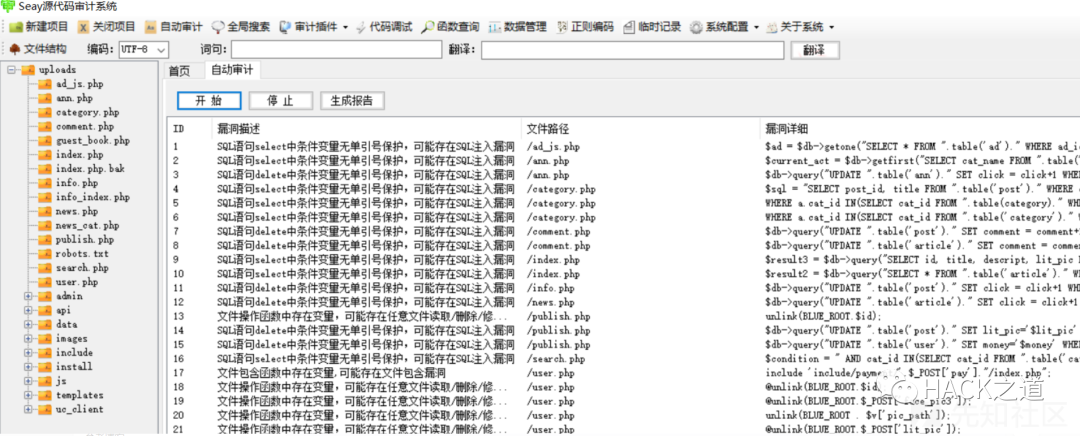 Seay源代码审计系统
新建项目 关闭项目 自动审计 全局搜索 审计插件 代码调试 函数查询 数据管理 正则编码 临时记录 系统配置 关于系统
文件结构 编码: UTF-8 词句: 翻译: 翻译
uploads
ad_js.php
ann.php
category.php
comment.php
guest_book.php
index.php
index.php.bak
info.php
info_index.php
news.php
news_cat.php
publish.php
robots.txt
search.php
user.php
admin
api
data
images
include
install
js
templates
uc_client
首页 自动审计
开 始 停 止 生成报告
ID 漏洞描述 文件路径 漏洞详细
1 SQL语句select中条件变量无单引号保护，可能存在SQL注入漏洞 /ad_js.php $ad = $db->getone("SELECT * FROM ".table('ad')." WHERE ad_id
2 SQL语句select中条件变量无单引号保护，可能存在SQL注入漏洞 /ann.php $current_act = $db->getfirst("SELECT cat_name FROM ".table(
3 SQL语句delete中条件变量无单引号保护，可能存在SQL注入漏洞 /ann.php $db->query("UPDATE ".table('ann')." SET click = click+1 WHE
4 SQL语句select中条件变量无单引号保护，可能存在SQL注入漏洞 /category.php $sql = "SELECT post_id, title FROM ".table('post')." WHERE
5 SQL语句select中条件变量无单引号保护，可能存在SQL注入漏洞 /category.php WHERE a.cat_id IN(SELECT cat_id FROM ".table(category)." WH
6 SQL语句select中条件变量无单引号保护，可能存在SQL注入漏洞 /category.php WHERE a.cat_id IN(SELECT cat_id FROM ".table('category')." W
7 SQL语句delete中条件变量无单引号保护，可能存在SQL注入漏洞 /comment.php $db->query("UPDATE ".table('post')." SET comment = comment+
8 SQL语句delete中条件变量无单引号保护，可能存在SQL注入漏洞 /comment.php $db->query("UPDATE ".table('article')." SET comment = comme
9 SQL语句select中条件变量无单引号保护，可能存在SQL注入漏洞 /index.php $result3 = $db->query("SELECT id, title, descript, lit_pic
10 SQL语句select中条件变量无单引号保护，可能存在SQL注入漏洞 /index.php $result2 = $db->query("SELECT * FROM ".table('article')." W
11 SQL语句delete中条件变量无单引号保护，可能存在SQL注入漏洞 /info.php $db->query("UPDATE ".table('post')." SET click = click+1 WH
12 SQL语句delete中条件变量无单引号保护，可能存在SQL注入漏洞 /news.php $db->query("UPDATE ".table('article')." SET click = click+1
13 文件操作函数中存在变量，可能存在任意文件读取/删除/修... /publish.php unlink(BLUE_ROOT.$id);
14 SQL语句delete中条件变量无单引号保护，可能存在SQL注入漏洞 /publish.php $db->query("UPDATE ".table('post')." SET lit_pic='$lit_pic'
15 SQL语句delete中条件变量无单引号保护，可能存在SQL注入漏洞 /publish.php $db->query("UPDATE ".table('user')." SET money='$money' WHE
16 SQL语句select中条件变量无单引号保护，可能存在SQL注入漏洞 /search.php $condition = " AND cat_id IN(SELECT cat_id FROM ".table('ca
17 文件包含函数中存在变量,可能存在文件包含漏洞 /user.php include 'include/payment/".$_POST['pay']."/index.php";
18 文件操作函数中存在变量，可能存在任意文件读取/删除/修... /user.php @unlink(BLUE_ROOT.$id
19 文件操作函数中存在变量，可能存在任意文件读取/删除/修... /user.php @unlink(BLUE_ROOT.$_POST['face_pic3']);
20 文件操作函数中存在变量，可能存在任意文件读取/删除/修... /user.php unlink(BLUE_ROOT . $v['pic_path']);
21 文件操作函数中存在变量，可能存在任意文件读取/删除/修... /user.php @unlink(BLUE_ROOT.$_POST['lit_pic']);
HACK之道
先知社区